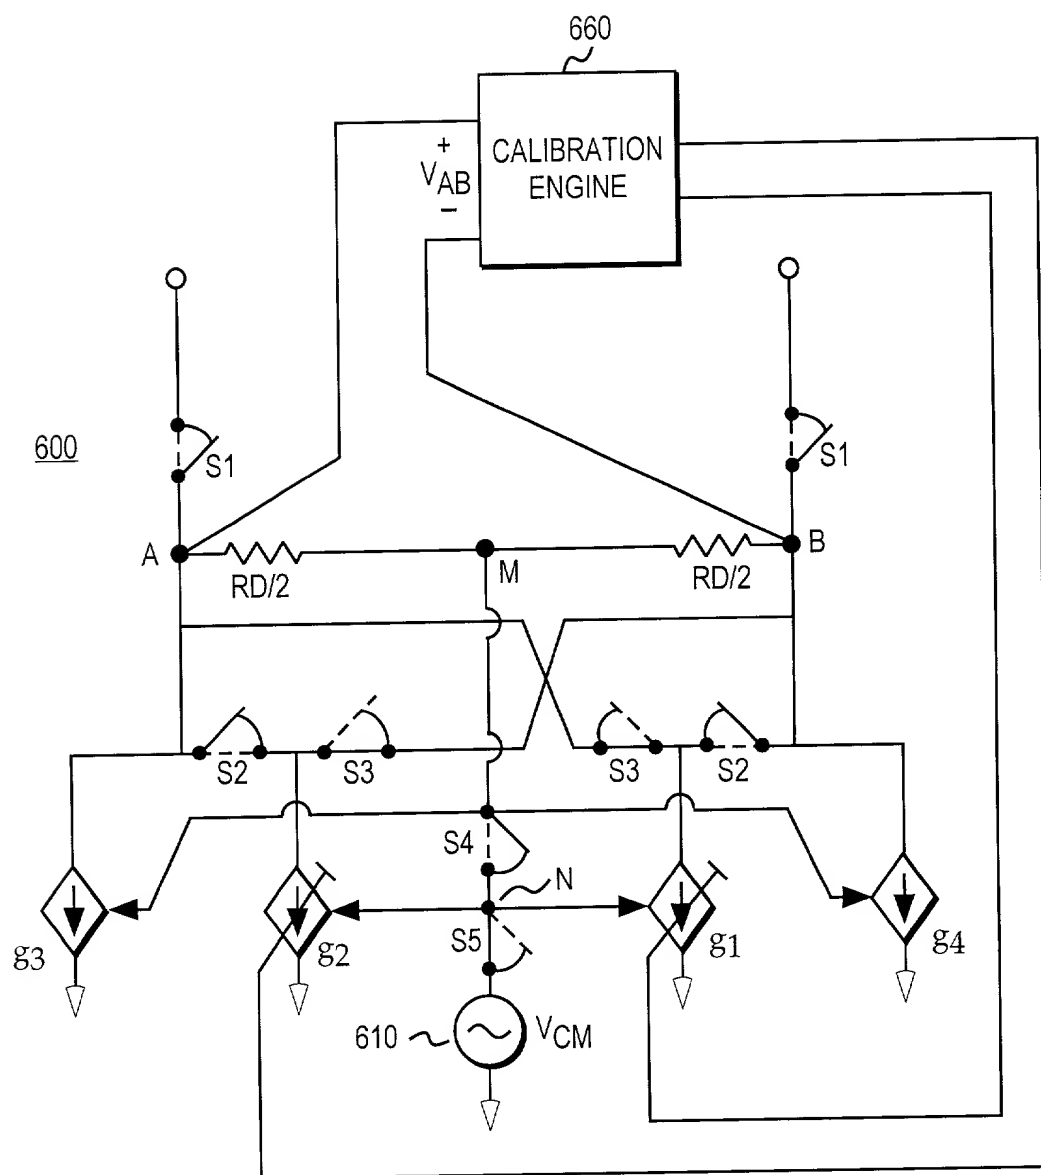 660
CALIBRATION
ENGINE
+
VAB
−
600
S1
S1
A
B
M
RD/2
RD/2
S2
S3
S3
S2
S4
N
S5
g3
g2
g1
g4
610
VCM